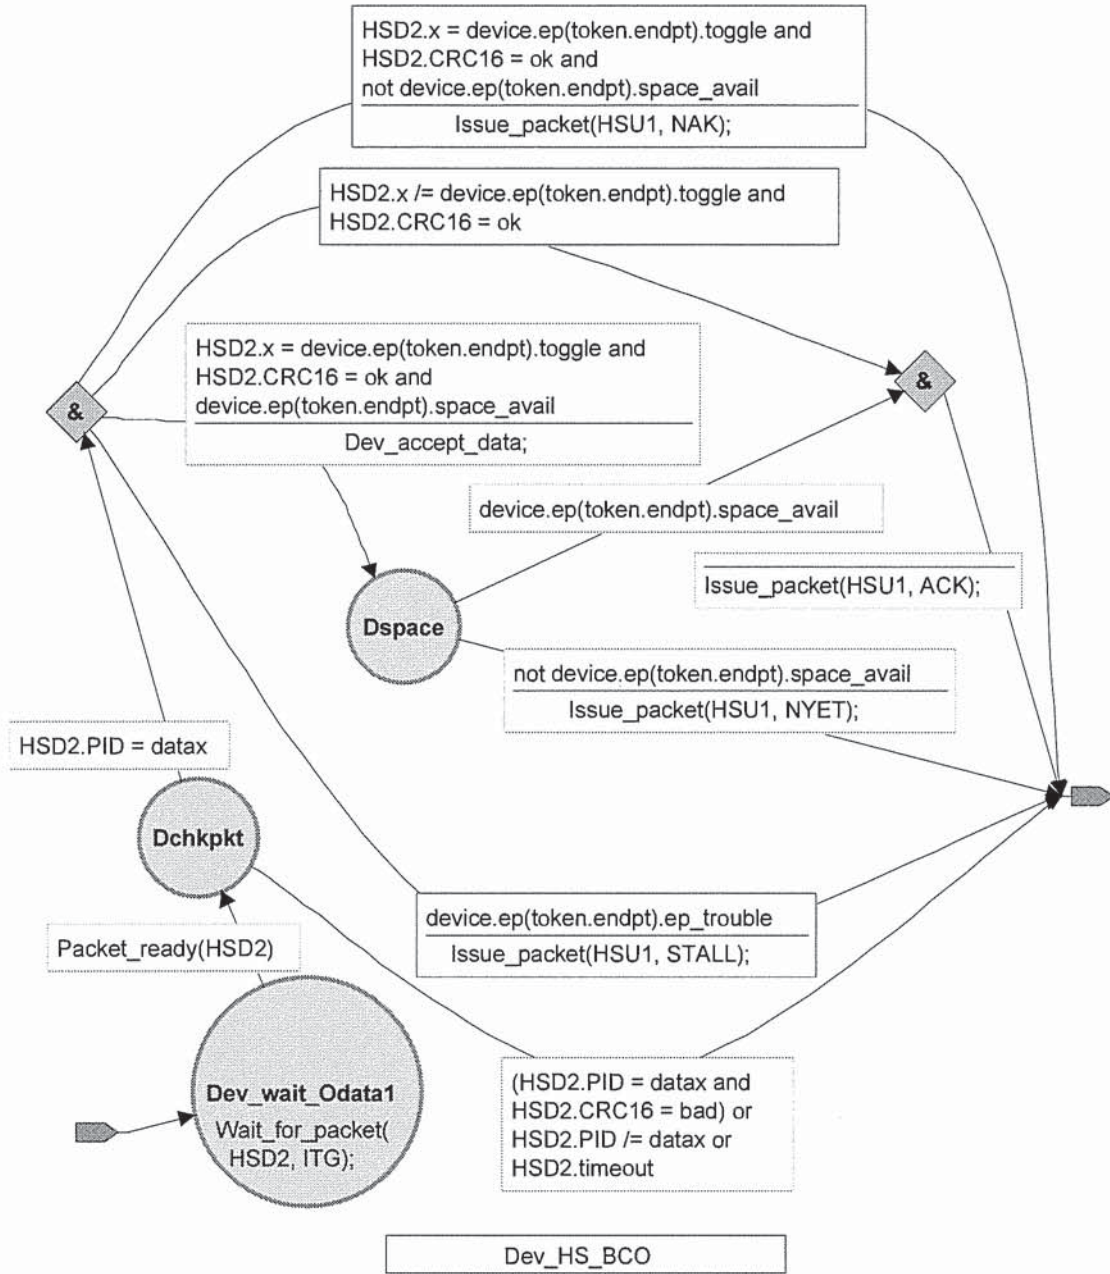 HSD2.x = device.ep(token.endpt).toggle and
HSD2.CRC16 = ok and
not device.ep(token.endpt).space_avail
Issue_packet(HSU1, NAK);
HSD2.x /= device.ep(token.endpt).toggle and
HSD2.CRC16 = ok
HSD2.x = device.ep(token.endpt).toggle and
HSD2.CRC16 = ok and
device.ep(token.endpt).space_avail
Dev_accept_data;
&
&
device.ep(token.endpt).space_avail
Issue_packet(HSU1, ACK);
Dspace
not device.ep(token.endpt).space_avail
Issue_packet(HSU1, NYET);
HSD2.PID = datax
Dchkpkt
device.ep(token.endpt).ep_trouble
Issue_packet(HSU1, STALL);
Packet_ready(HSD2)
Dev_wait_Odata1
Wait_for_packet(
HSD2, ITG);
(HSD2.PID = datax and
HSD2.CRC16 = bad) or
HSD2.PID /= datax or
HSD2.timeout
Dev_HS_BCO